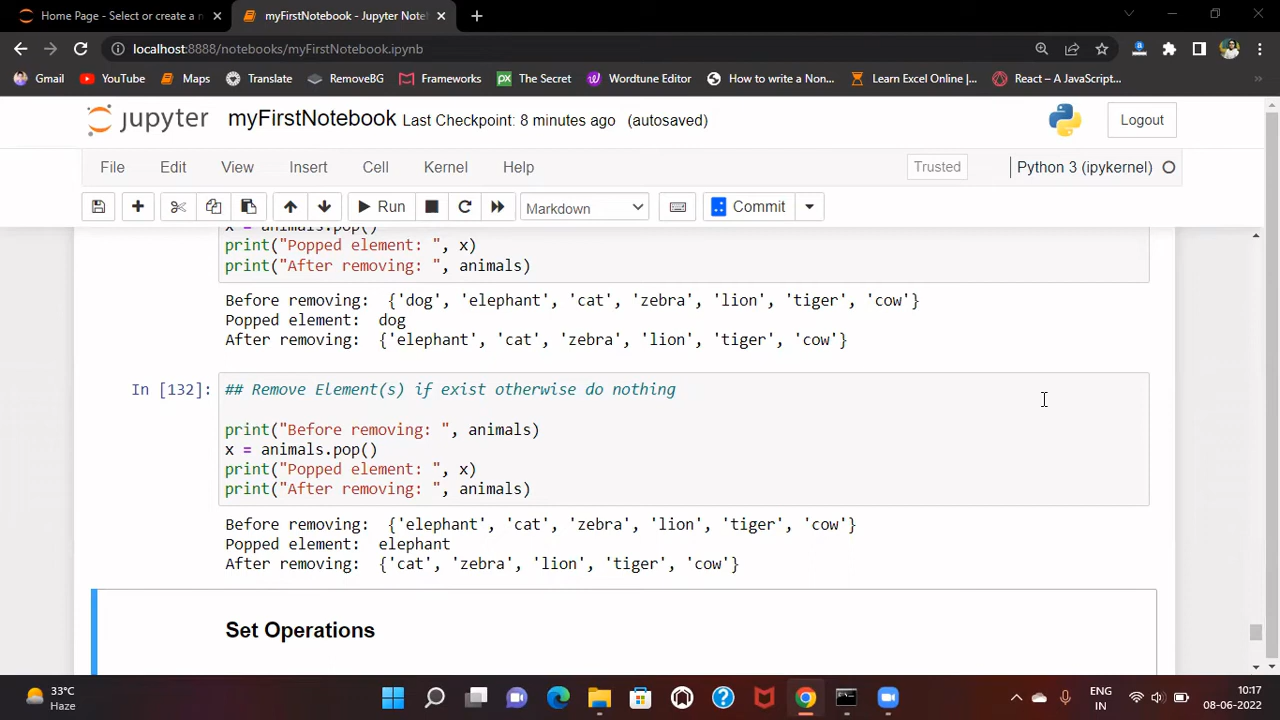 Home Page - Select or create a n
myFirstNotebook - Jupyter Note
localhost:8888/notebooks/myFirstNotebook.ipynb
Gmail YouTube Maps Translate RemoveBG Frameworks The Secret Wordtune Editor How to write a Non... Learn Excel Online |... React – A JavaScript...
jupyter myFirstNotebook Last Checkpoint: 8 minutes ago (autosaved) Logout
File Edit View Insert Cell Kernel Help Trusted Python 3 (ipykernel)
Run Markdown Commit
x = animals.pop()
print("Popped element: ", x)
print("After removing: ", animals)
Before removing:  {'dog', 'elephant', 'cat', 'zebra', 'lion', 'tiger', 'cow'}
Popped element:  dog
After removing:  {'elephant', 'cat', 'zebra', 'lion', 'tiger', 'cow'}
In [132]: ## Remove Element(s) if exist otherwise do nothing
print("Before removing: ", animals)
x = animals.pop()
print("Popped element: ", x)
print("After removing: ", animals)
Before removing:  {'elephant', 'cat', 'zebra', 'lion', 'tiger', 'cow'}
Popped element:  elephant
After removing:  {'cat', 'zebra', 'lion', 'tiger', 'cow'}
Set Operations
33°C
Haze
ENG
IN
10:17
08-06-2022